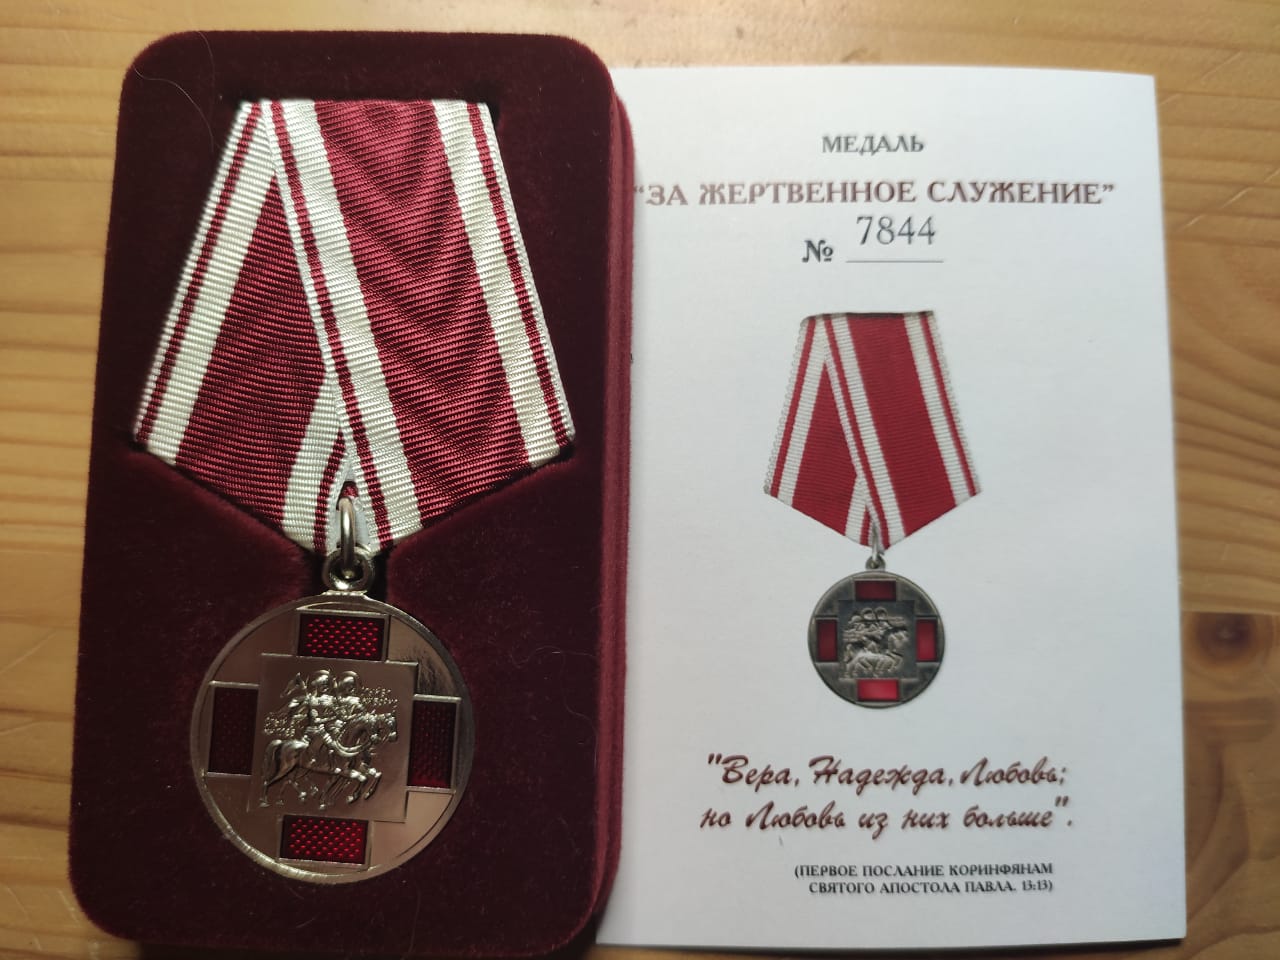 МЕДАЛЬ
"ЗА ЖЕРТВЕННОЕ СЛУЖЕНИЕ"
№ 7844
"Вера, Надежда, Любовь;
но Любовь из них больше".
(ПЕРВОЕ ПОСЛАНИЕ КОРИНФЯНАМ
СВЯТОГО АПОСТОЛА ПАВЛА. 13:13)